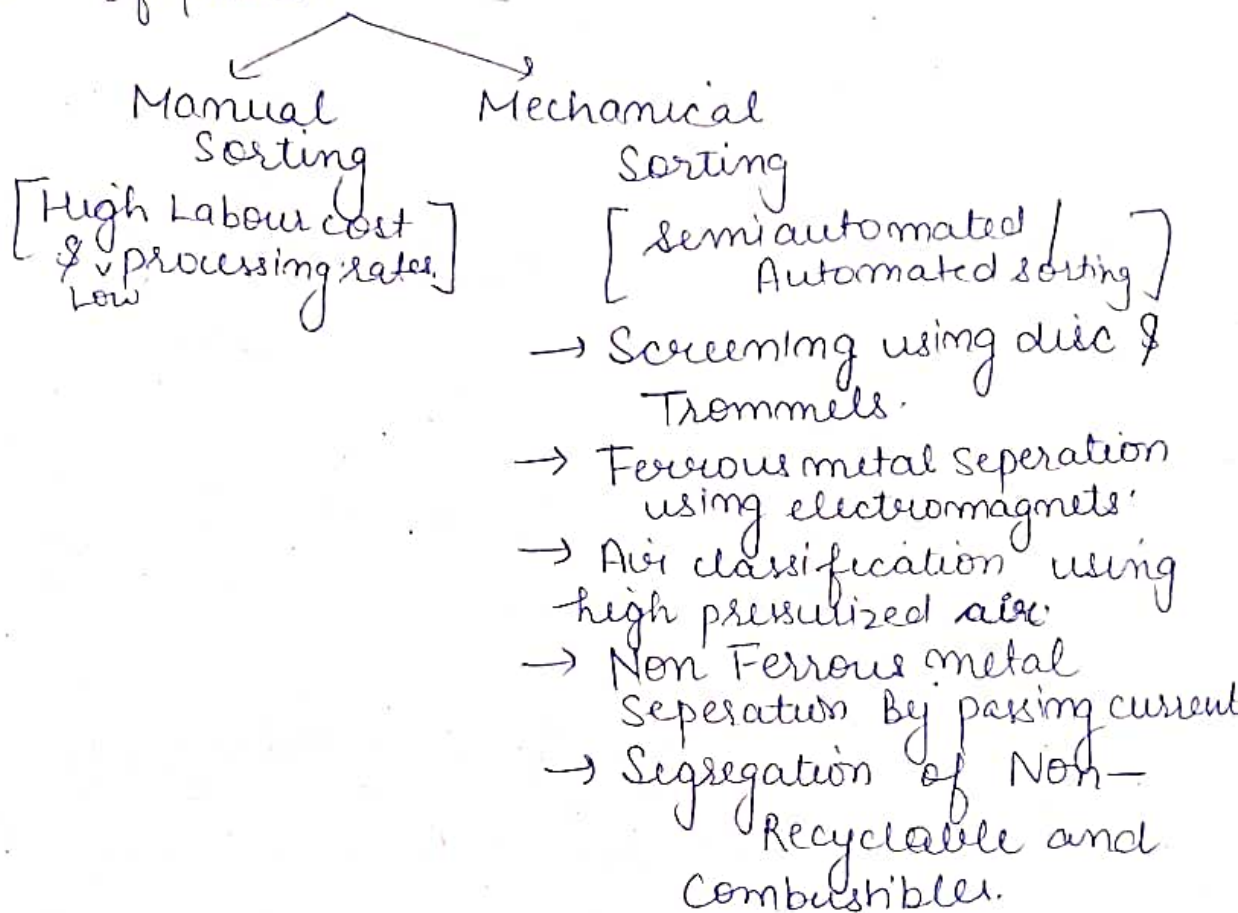 of
Manual Mechanical
Sorting Sorting
[High Labour cost
& Low processing rates.]
[semiautomated /
Automated sorting]
→ Screening using disc &
Trommels.
→ Ferrous metal seperation
using electromagnets.
→ Air classification using
high pressurized air.
→ Non Ferrous metal
Seperation By passing current
→ Segregation of Non-
Recyclable and
Combustibles.